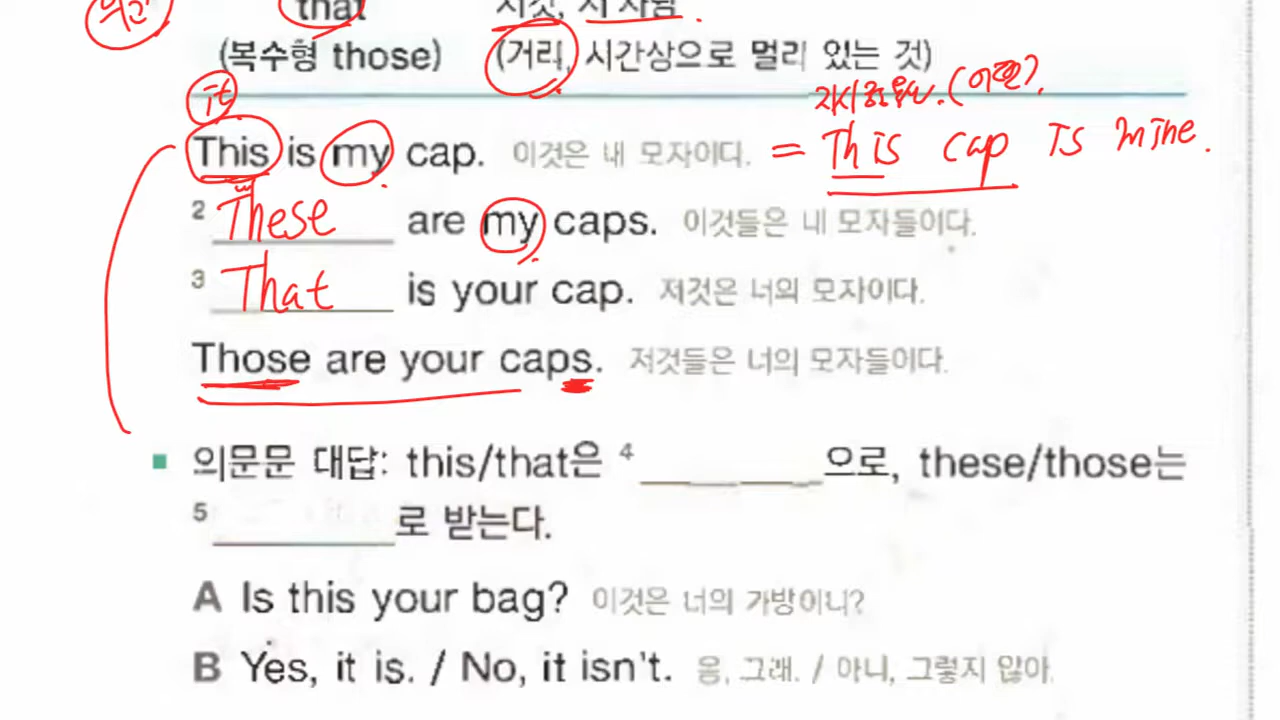 that
(복수형 those) (거리, 시간상으로 멀리 있는 것)
it
This is my cap. 이것은 내 모자이다. = This cap is mine.
2 These are my caps. 이것들은 내 모자들이다.
3 That is your cap. 저것은 너의 모자이다.
Those are your caps. 저것들은 너의 모자들이다.
의문문 대답: this/that은 4 으로, these/those는
5 로 받는다.
A Is this your bag? 이것은 너의 가방이니?
B Yes, it is. / No, it isn't. 응, 그래. / 아니, 그렇지 않아.